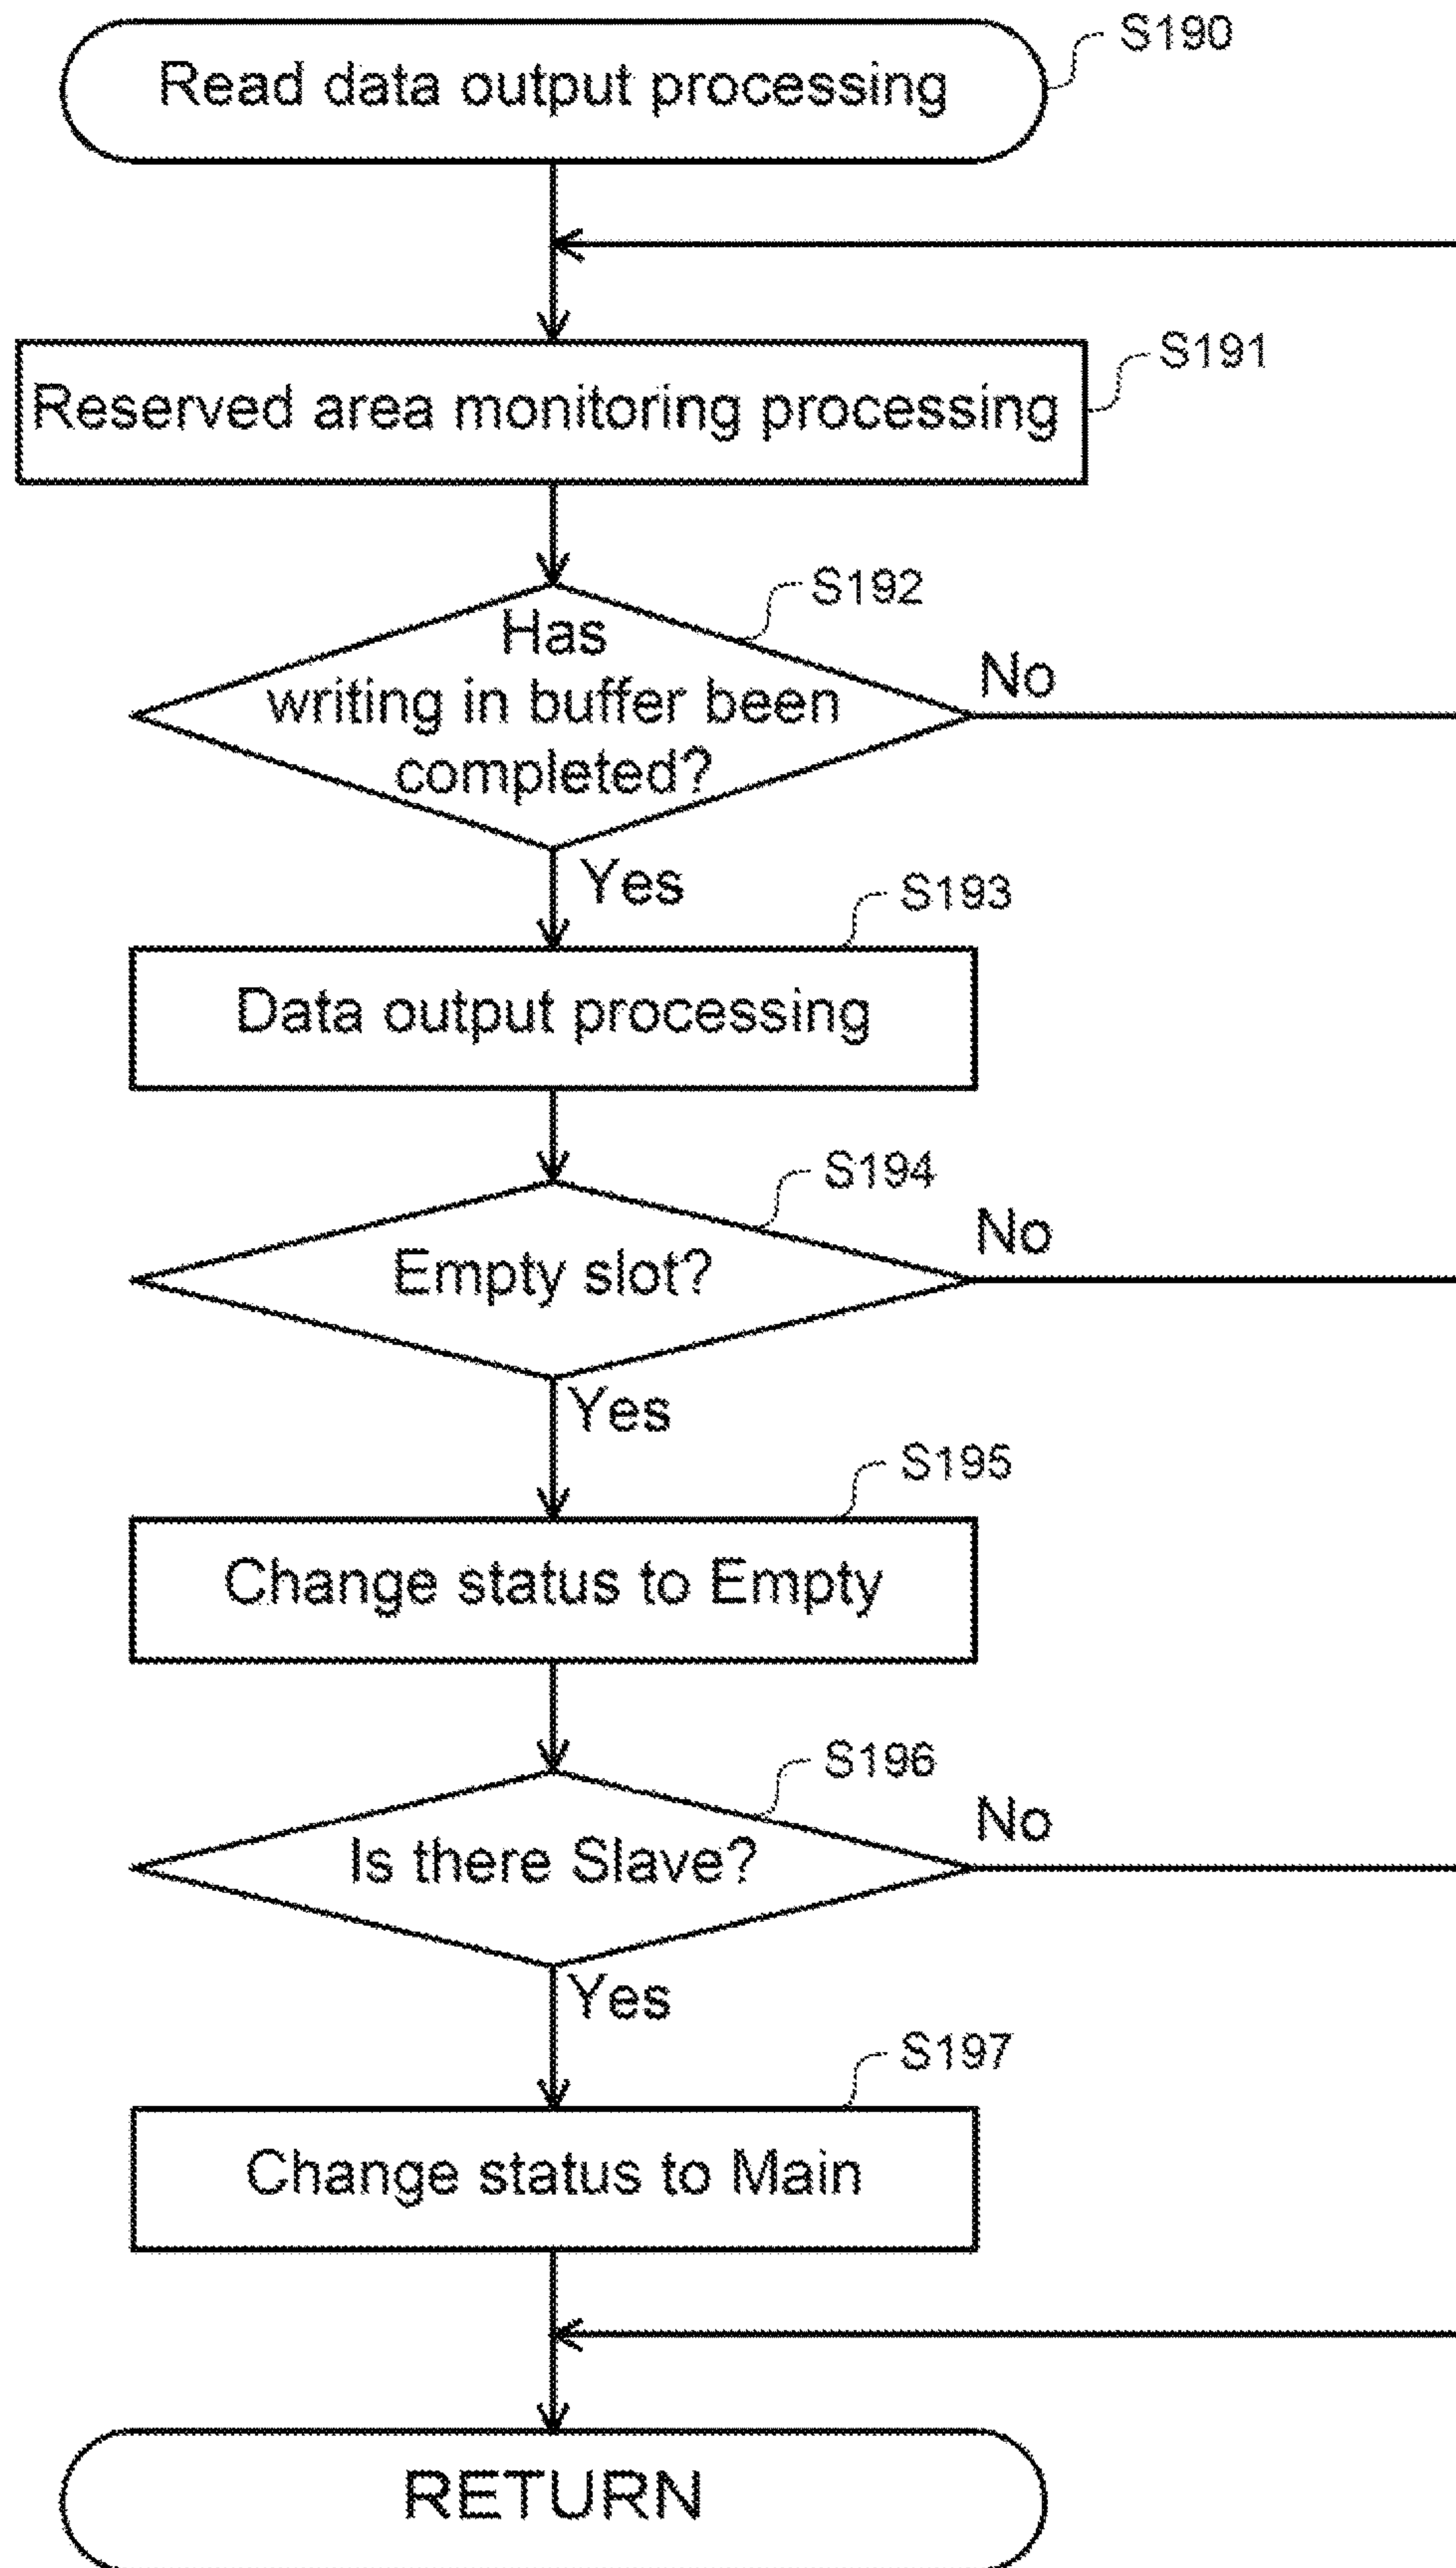 Read data output processing
S190
Reserved area monitoring processing
S191
S192
Has
writing in buffer been
completed?
No
Yes
S193
Data output processing
S194
Empty slot?
No
Yes
S195
Change status to Empty
S196
Is there Slave?
No
Yes
S197
Change status to Main
RETURN